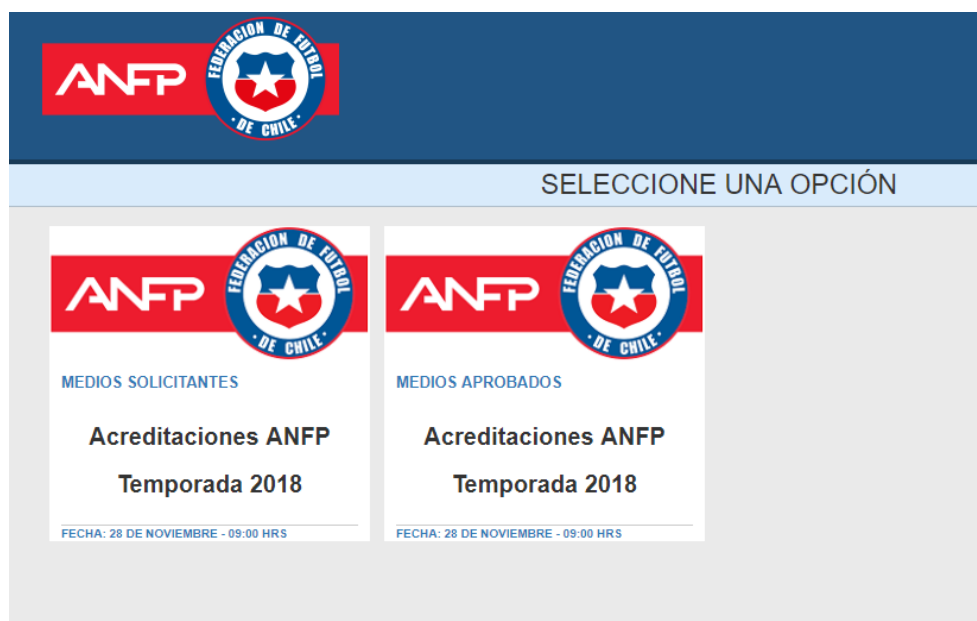 ANFP
FEDERACION DE FUTBOL
· DE CHILE ·
SELECCIONE UNA OPCIÓN
ANFP
FEDERACION DE FUTBOL
· DE CHILE ·
MEDIOS SOLICITANTES
Acreditaciones ANFP
Temporada 2018
FECHA: 28 DE NOVIEMBRE - 09:00 HRS
ANFP
FEDERACION DE FUTBOL
· DE CHILE ·
MEDIOS APROBADOS
Acreditaciones ANFP
Temporada 2018
FECHA: 28 DE NOVIEMBRE - 09:00 HRS